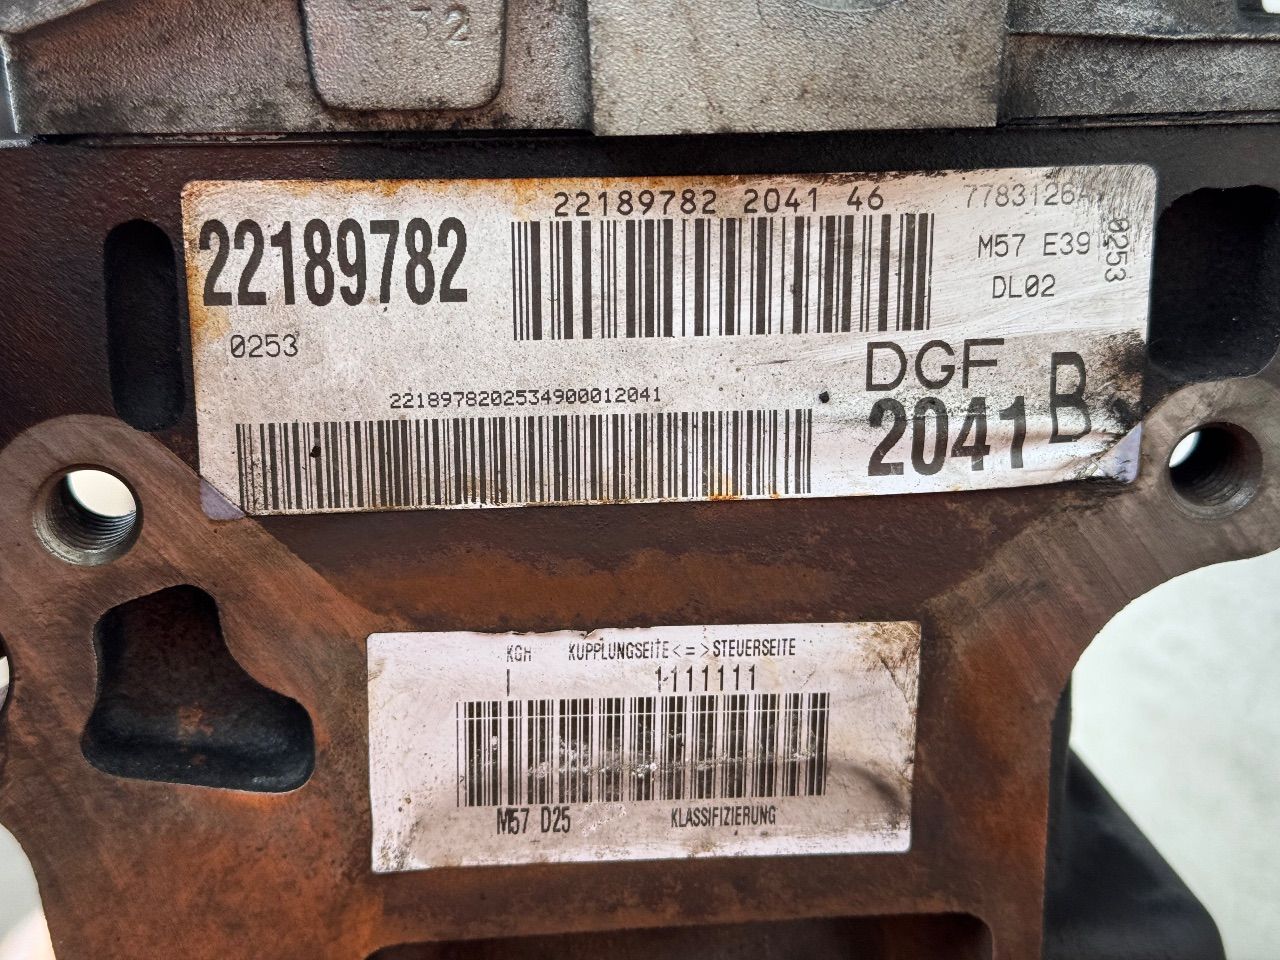 22189782 2041 46
7783126A7
22189782
M57 E39
0253
DL02
0253
DGF
B
2218978202534900012041
2041
KGH KUPPLUNGSEITE<=>STEUERSEITE
1111111
M57 D25
KLASSIFIZIERUNG